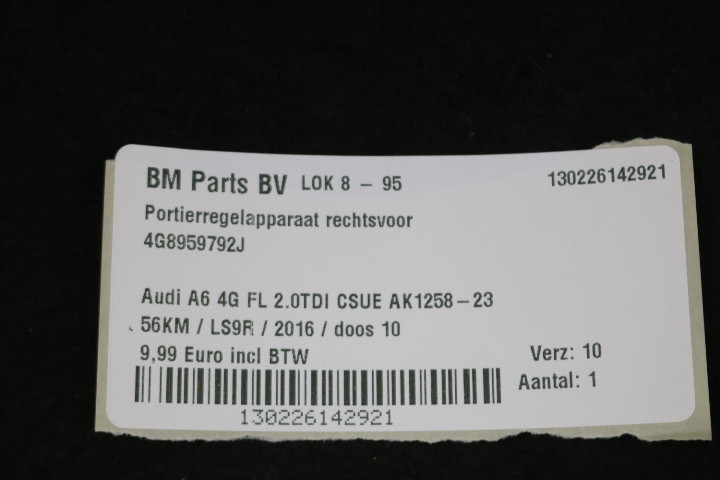 BM Parts BV LOK 8 - 95 130226142921
Portierregelapparaat rechtsvoor
4G8959792J
Audi A6 4G FL 2.0TDI CSUE AK1258-23
56KM / LS9R / 2016 / doos 10
9,99 Euro incl BTW Verz: 10
Aantal: 1
130226142921